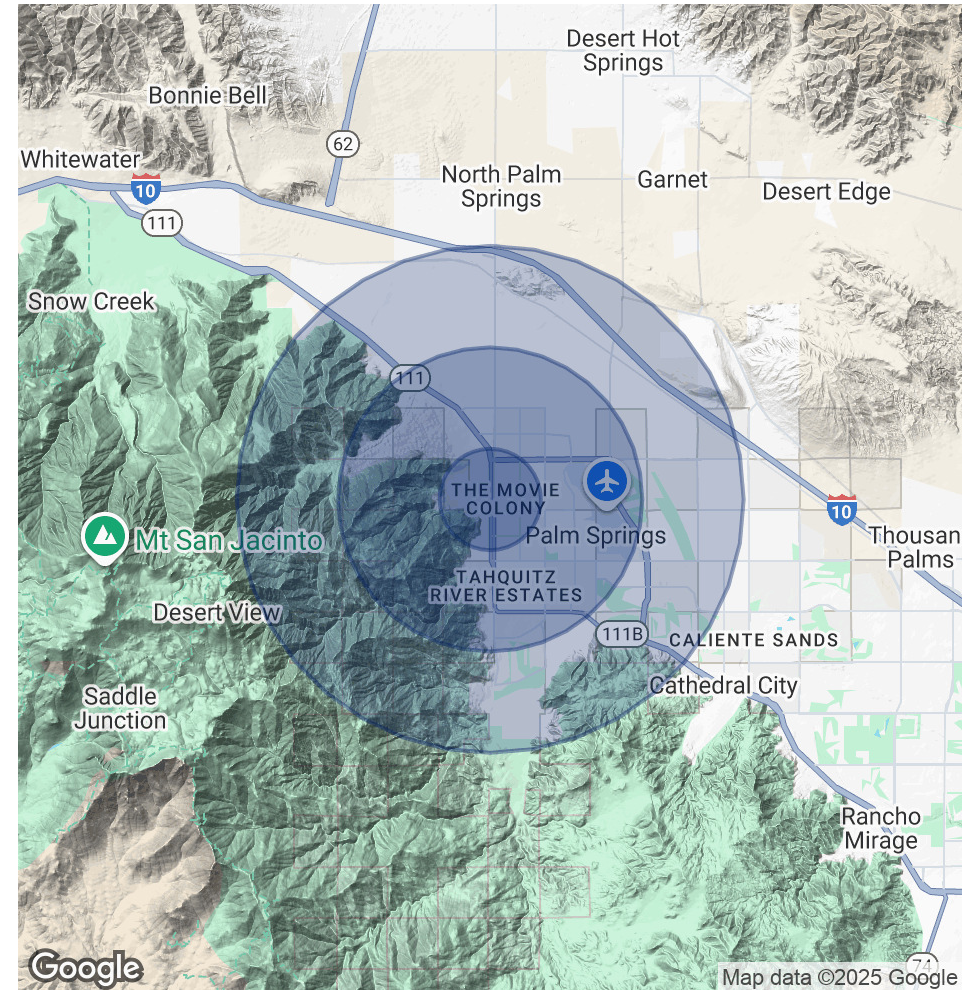 Desert Hot
Springs
Bonnie Bell
62
Whitewater
10
North Palm
Springs
Garnet
Desert Edge
111
Snow Creek
111
THE MOVIE
COLONY
10
Palm Springs
Mt San Jacinto
Thousan
Palms
TAHQUITZ
RIVER ESTATES
Desert View
111B
CALIENTE SANDS
Cathedral City
Saddle
Junction
Rancho
Mirage
74
Google
Map data ©2025 Google